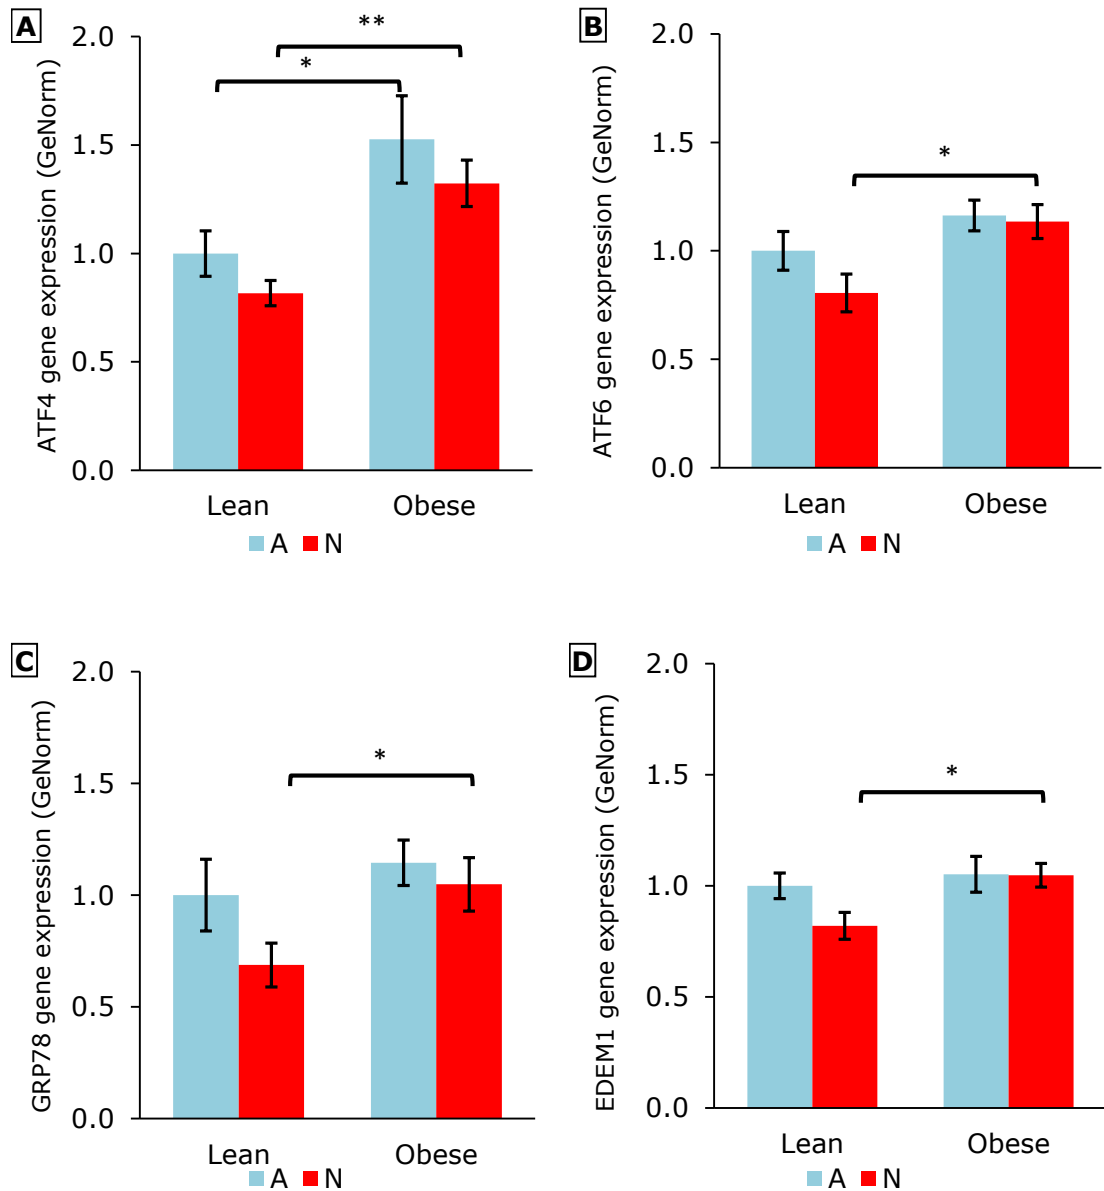 A
ATF4 gene expression (GeNorm)
2.0
1.5
1.0
0.5
0.0
**
*
Lean Obese
A N
B
ATF6 gene expression (GeNorm)
2.0
1.5
1.0
0.5
0.0
*
Lean Obese
A N
C
GRP78 gene expression (GeNorm)
2.0
1.5
1.0
0.5
0.0
*
Lean Obese
A N
D
EDEM1 gene expression (GeNorm)
2.0
1.5
1.0
0.5
0.0
*
Lean Obese
A N